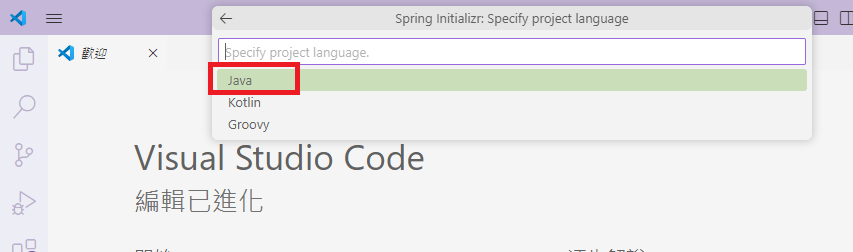 Spring Initializr: Specify project language
歡迎
Specify project language.
Java
Kotlin
Groovy
Visual Studio Code
編輯已進化